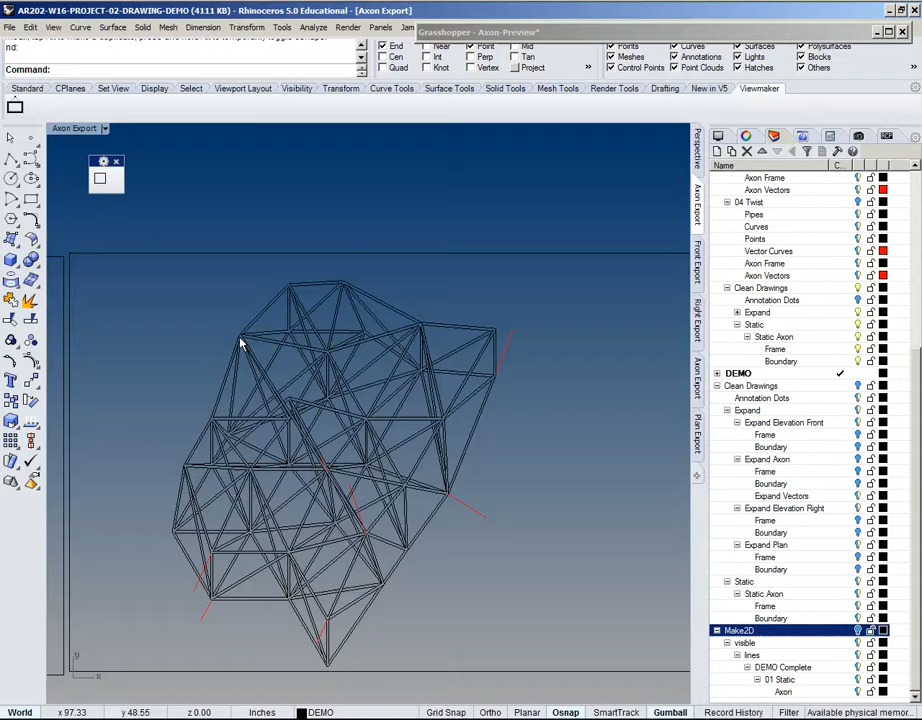 AR202-W16-PROJECT-02-DRAWING-DEMO (4111 KB) - Rhinoceros 5.0 Educational - [Axon Export]
File Edit View Curve Surface Solid Mesh Dimension Transform Tools Analyze Render Panels
Grasshopper - Axon-Preview*
nd:
Command:
End Near Point Mid
Cen Int Perp Tan
Quad Knot Vertex Project »
Points Curves Surfaces Polysurfaces
Meshes Annotations Lights Blocks
Control Points Point Clouds Hatches Others »
Standard CPlanes Set View Display Select Viewport Layout Visibility Transform Curve Tools Surface Tools Solid Tools Mesh Tools Render Tools Drafting New in V5 Viewmaker
Axon Export
Perspective
Axon Export
Front Export
Right Export
Axon Export
Plan Export
Name C...
Axon Frame
Axon Vectors
04 Twist
Pipes
Curves
Points
Vector Curves
Axon Frame
Axon Vectors
Clean Drawings
Annotation Dots
Expand
Static
Static Axon
Frame
Boundary
DEMO
Clean Drawings
Annotation Dots
Expand
Expand Elevation Front
Frame
Boundary
Expand Axon
Frame
Boundary
Expand Vectors
Expand Elevation Right
Frame
Boundary
Expand Plan
Frame
Boundary
Static
Static Axon
Frame
Boundary
Make2D
visible
lines
DEMO Complete
01 Static
Axon
y
x
World x 97.33 y 48.55 z 0.00 Inches DEMO Grid Snap Ortho Planar Osnap SmartTrack Gumball Record History Filter Available physical memor...